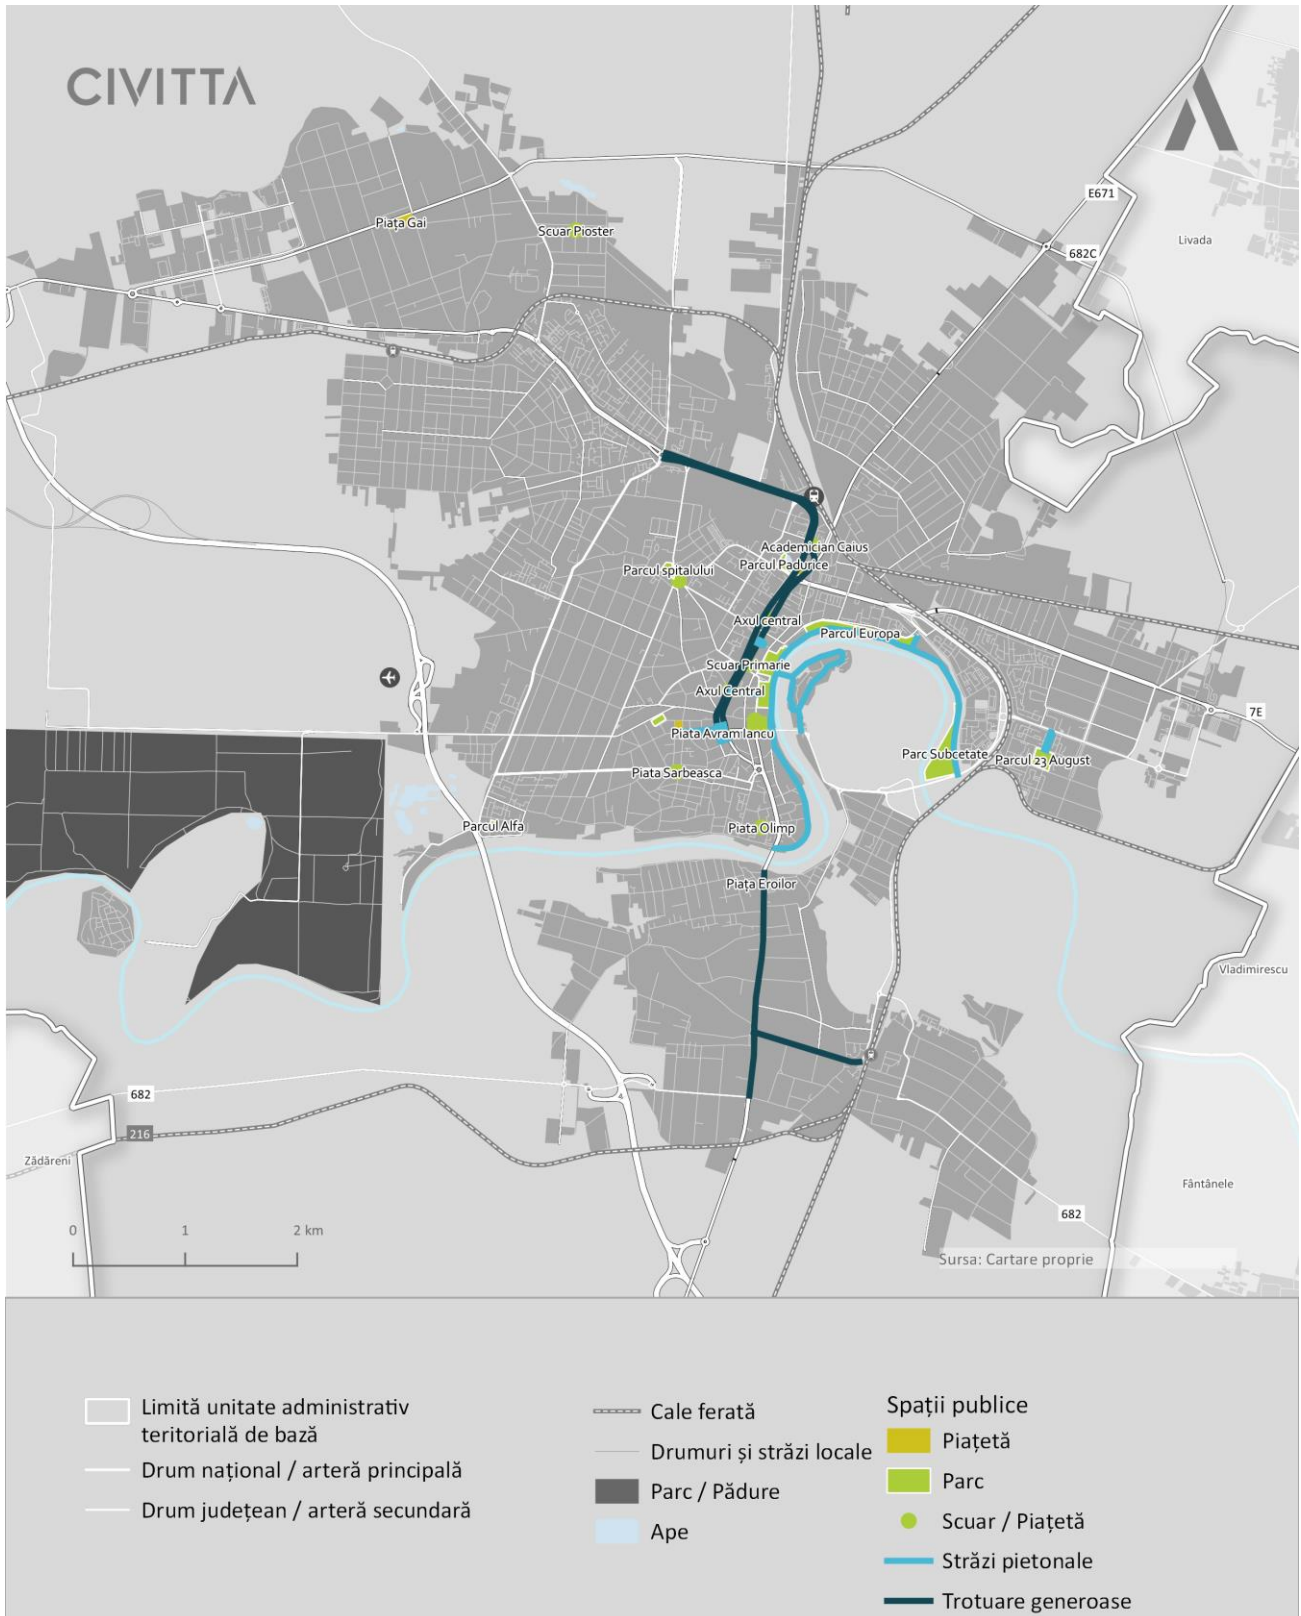 CIVITTA
E671
Livada
682C
Piața Gai
Scuar Pioster
Academician Caius
Parcul Padurice
Parcul spitalului
Axul central
Parcul Europa
Scuar Primarie
Axul Central
7E
Piata Avram Iancu
Parc Subcetate
Parcul 23 August
Piata Sarbeasca
Parcul Alfa
Piata Olimp
Piața Eroilor
Vladimirescu
682
216
Zădăreni
Fântânele
682
0 1 2 km
Sursa: Cartare proprie
Limită unitate administrativ
teritorială de bază
Drum național / arteră principală
Drum județean / arteră secundară
Cale ferată
Drumuri și străzi locale
Parc / Pădure
Ape
Spații publice
Piațetă
Parc
Scuar / Piațetă
Străzi pietonale
Trotuare generoase